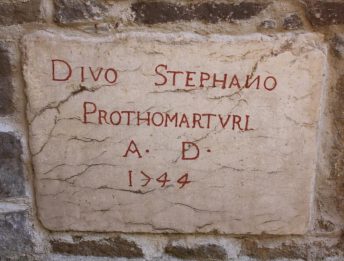 DIVO STEPHANO
PROTHOMARTVRI
A. D.
1744